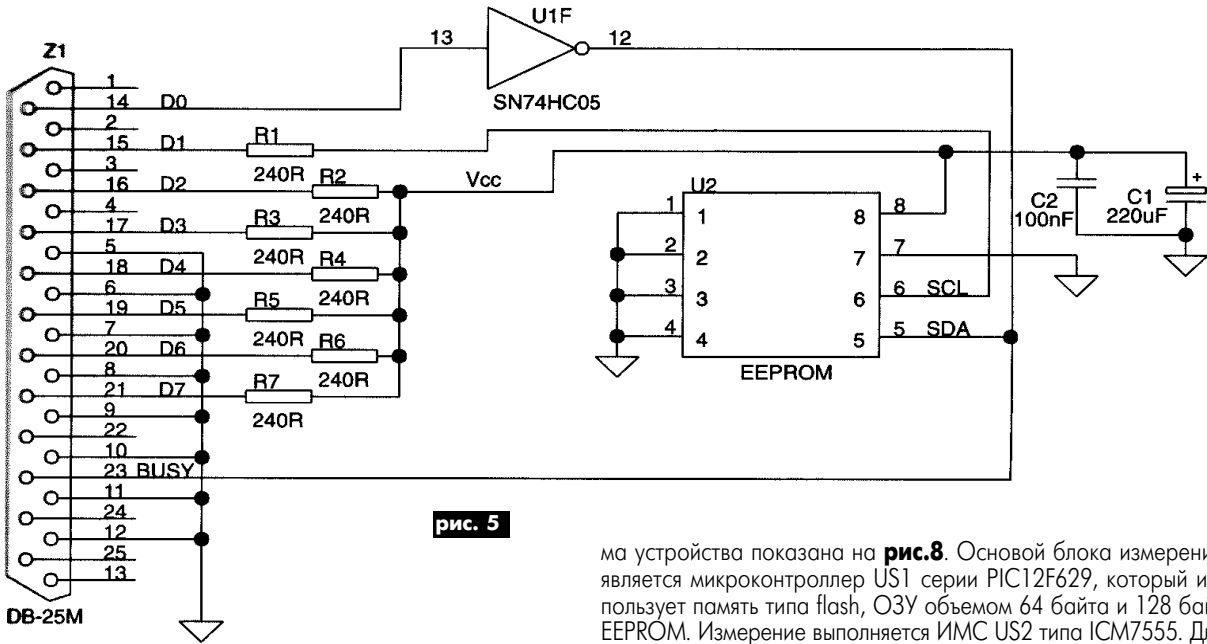 U1F
13
12
SN74HC05
Z1
1
14 D0
2
15 D1
3
16 D2
4
17 D3
5
18 D4
6
19 D5
7
20 D6
8
21 D7
9
22
10
23 BUSY
11
24
12
25
13
DB-25M
R1
240R
R2
240R
R3
240R
R4
240R
R5
240R
R6
240R
R7
240R
Vcc
U2
1 1
2 2
3 3
4 4
8 8
7 7
6 6 SCL
5 5 SDA
EEPROM
C2
100nF
+
C1
220uF
рис. 5
ма устройства показана на рис.8. Основой блока измерени
является микроконтроллер US1 серии PIC12F629, который и
пользует память типа flash, ОЗУ объемом 64 байта и 128 бай
EEPROM. Измерение выполняется ИМС US2 типа ICM7555. Д